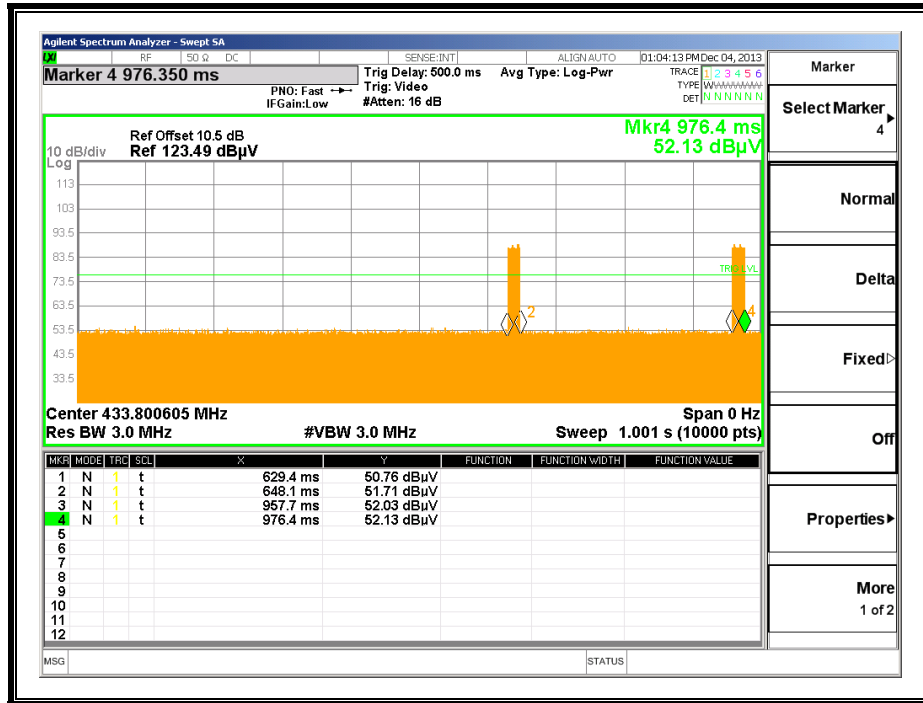 Agilent Spectrum Analyzer - Swept SA
LXI RF 50 Ω DC SENSE:INT ALIGN AUTO 01:04:13 PM Dec 04, 2013
Marker 4 976.350 ms
PNO: Fast
IFGain:Low
Trig Delay: 500.0 ms
Trig: Video
#Atten: 16 dB
Avg Type: Log-Pwr
TRACE 1 2 3 4 5 6
TYPE WWWWWW
DET N N N N N N
Mkr4 976.4 ms
52.13 dBµV
Ref Offset 10.5 dB
10 dB/div Ref 123.49 dBµV
Log
113
103
93.5
83.5
73.5
63.5
53.5
43.5
33.5
TRIG LVL
2
4
Center 433.800605 MHz Span 0 Hz
Res BW 3.0 MHz #VBW 3.0 MHz Sweep 1.001 s (10000 pts)
MKR MODE TRC SCL X Y FUNCTION FUNCTION WIDTH FUNCTION VALUE
1 N 1 t 629.4 ms 50.76 dBµV
2 N 1 t 648.1 ms 51.71 dBµV
3 N 1 t 957.7 ms 52.03 dBµV
4 N 1 t 976.4 ms 52.13 dBµV
5
6
7
8
9
10
11
12
MSG STATUS
Marker
Select Marker
4
Normal
Delta
Fixed
Off
Properties
More
1 of 2